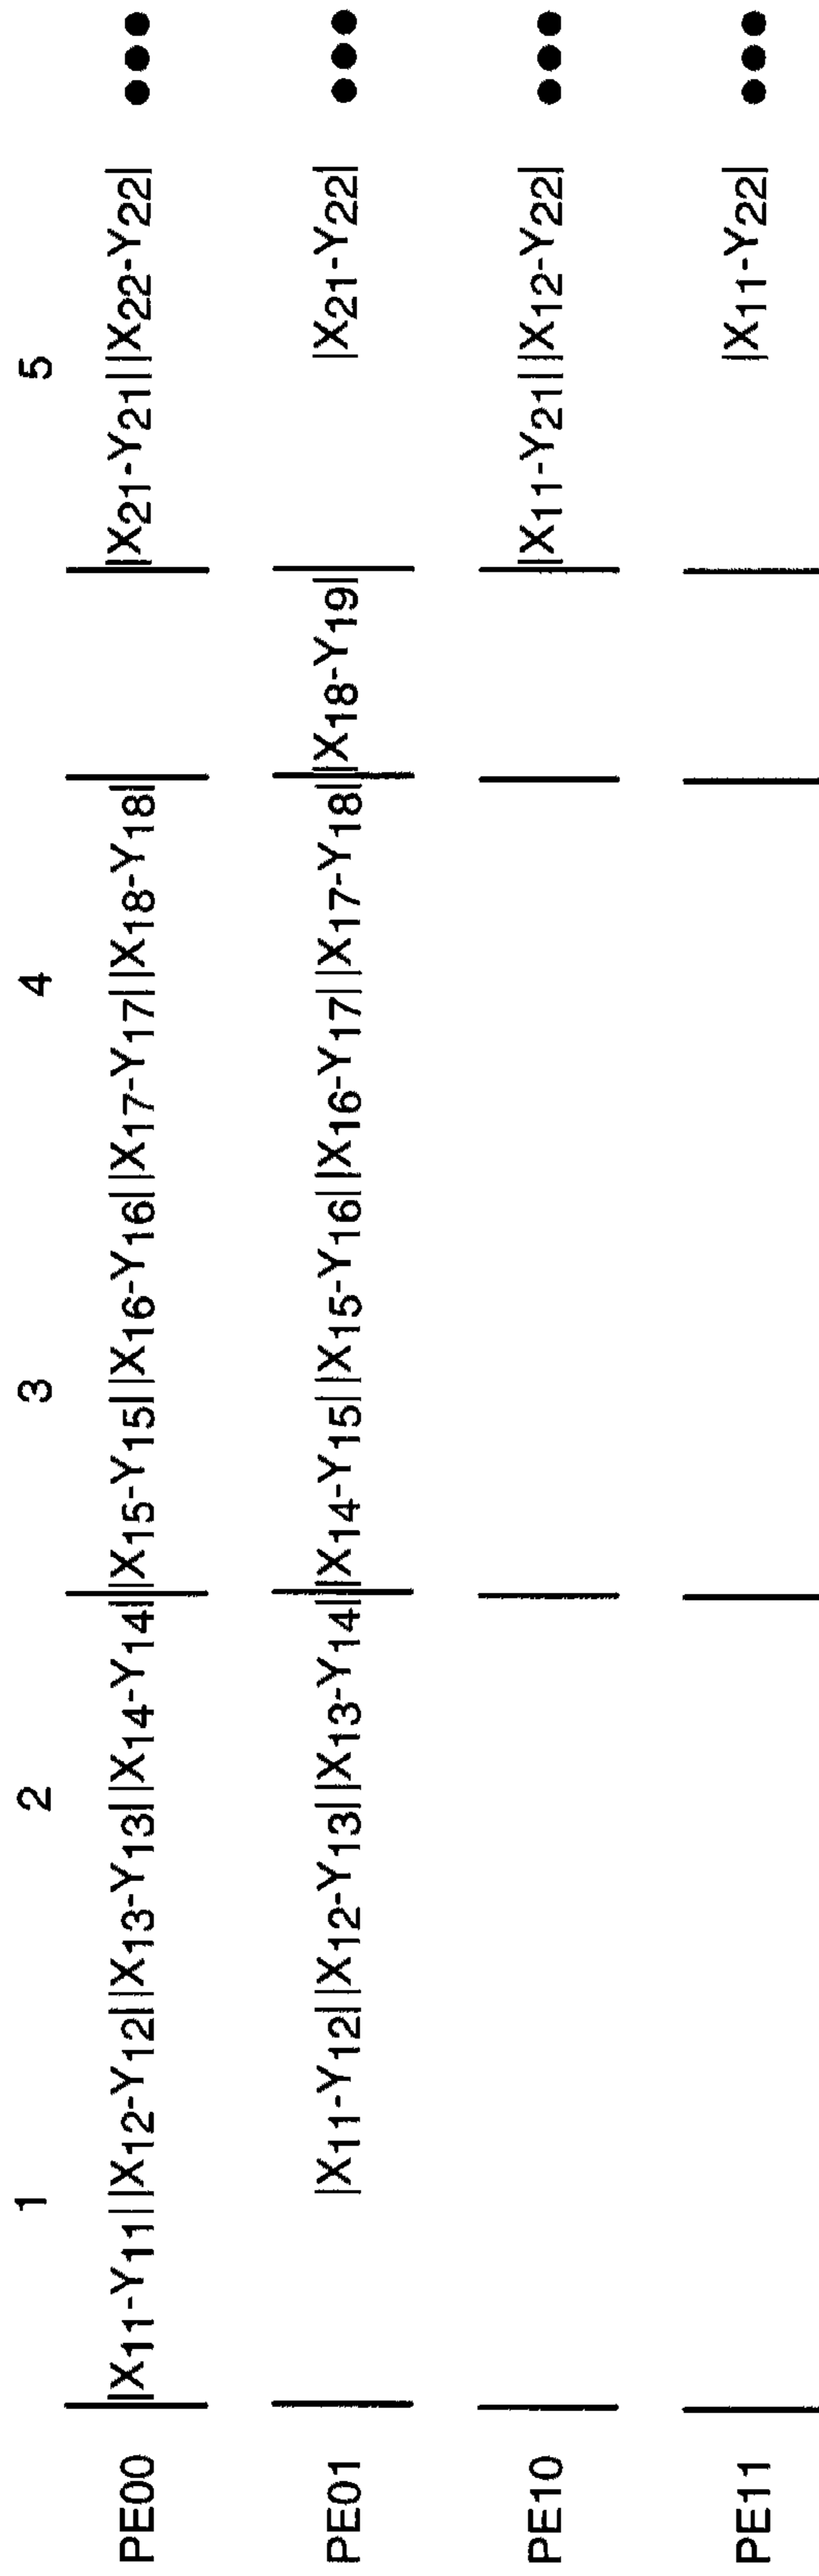 1 2 3 4 5
PE00 |X11-Y11||X12-Y12||X13-Y13||X14-Y14||X15-Y15||X16-Y16||X17-Y17||X18-Y18| |X21-Y21||X22-Y22| •••
PE01 |X11-Y12||X12-Y13||X13-Y14||X14-Y15||X15-Y16||X16-Y17||X17-Y18||X18-Y19| |X21-Y22| •••
PE10 |X11-Y21||X12-Y22| •••
PE11 |X11-Y22| •••